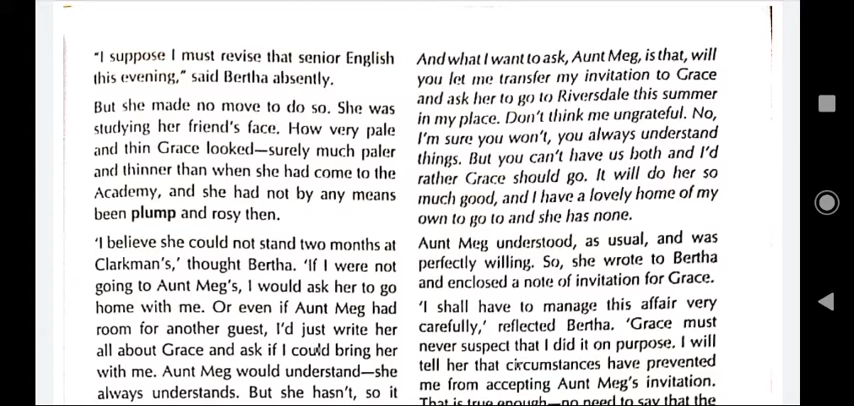 "I suppose I must revise that senior English
this evening," said Bertha absently.
But she made no move to do so. She was
studying her friend's face. How very pale
and thin Grace looked—surely much paler
and thinner than when she had come to the
Academy, and she had not by any means
been plump and rosy then.
'I believe she could not stand two months at
Clarkman's,' thought Bertha. 'If I were not
going to Aunt Meg's, I would ask her to go
home with me. Or even if Aunt Meg had
room for another guest, I'd just write her
all about Grace and ask if I could bring her
with me. Aunt Meg would understand—she
always understands. But she hasn't, so it
And what I want to ask, Aunt Meg, is that, will
you let me transfer my invitation to Grace
and ask her to go to Riversdale this summer
in my place. Don't think me ungrateful. No,
I'm sure you won't, you always understand
things. But you can't have us both and I'd
rather Grace should go. It will do her so
much good, and I have a lovely home of my
own to go to and she has none.
Aunt Meg understood, as usual, and was
perfectly willing. So, she wrote to Bertha
and enclosed a note of invitation for Grace.
'I shall have to manage this affair very
carefully,' reflected Bertha. 'Grace must
never suspect that I did it on purpose. I will
tell her that circumstances have prevented
me from accepting Aunt Meg's invitation.
That is true enough—no need to say that the